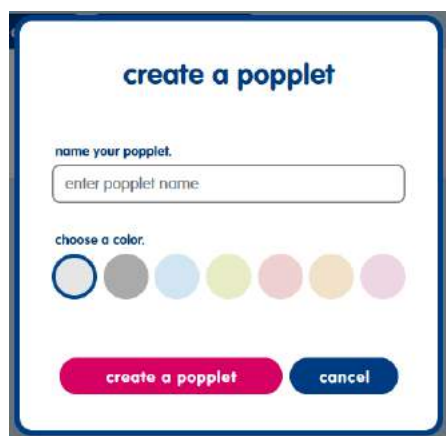 create a popplet
name your popplet.
enter popplet name
choose a color.
create a popplet
cancel